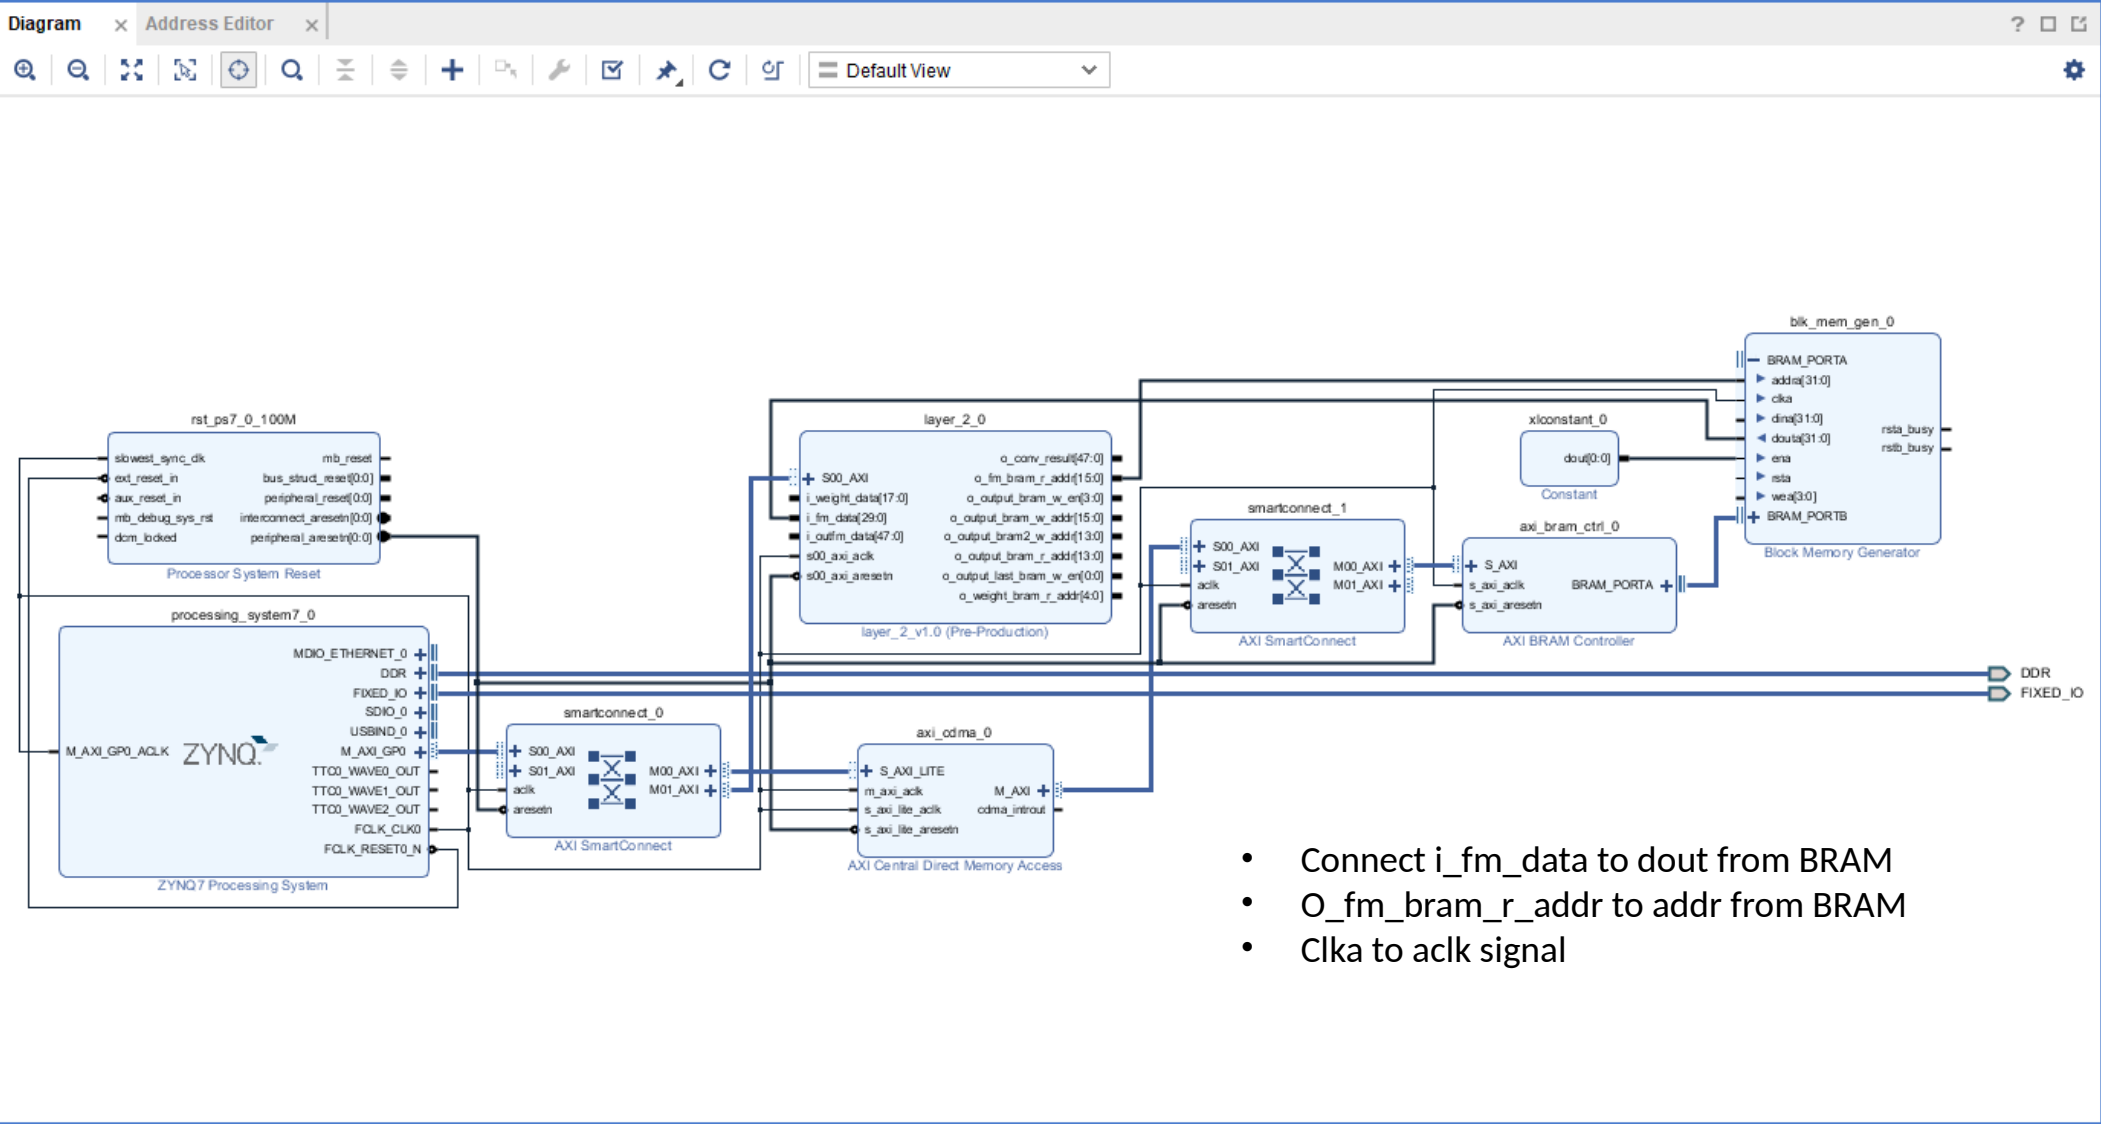 Diagram
Address Editor
Default View
blk_mem_gen_0
BRAM_PORTA
addra[31:0]
clka
dina[31:0]
douta[31:0]
ena
rsta
wea[3:0]
BRAM_PORTB
rsta_busy
rstb_busy
Block Memory Generator
rst_ps7_0_100M
slowest_sync_clk
ext_reset_in
aux_reset_in
mb_debug_sys_rst
dcm_locked
mb_reset
bus_struct_reset[0:0]
peripheral_reset[0:0]
interconnect_aresetn[0:0]
peripheral_aresetn[0:0]
Processor System Reset
layer_2_0
S00_AXI
i_weight_data[17:0]
i_fm_data[29:0]
i_outfm_data[47:0]
s00_axi_aclk
s00_axi_aresetn
o_conv_result[47:0]
o_fm_bram_r_addr[15:0]
o_output_bram_w_en[3:0]
o_output_bram_w_addr[15:0]
o_output_bram2_w_addr[13:0]
o_output_bram_r_addr[13:0]
o_output_last_bram_w_en[0:0]
o_weight_bram_r_addr[4:0]
layer_2_v1.0 (Pre-Production)
xlconstant_0
dout[0:0]
Constant
smartconnect_1
S00_AXI
S01_AXI
aclk
aresetn
M00_AXI
M01_AXI
AXI SmartConnect
axi_bram_ctrl_0
S_AXI
s_axi_aclk
s_axi_aresetn
BRAM_PORTA
AXI BRAM Controller
processing_system7_0
M_AXI_GP0_ACLK
ZYNQ.
MDIO_ETHERNET_0
DDR
FIXED_IO
SDIO_0
USBIND_0
M_AXI_GP0
TTC0_WAVE0_OUT
TTC0_WAVE1_OUT
TTC0_WAVE2_OUT
FCLK_CLK0
FCLK_RESET0_N
ZYNQ7 Processing System
DDR
FIXED_IO
smartconnect_0
S00_AXI
S01_AXI
aclk
aresetn
M00_AXI
M01_AXI
AXI SmartConnect
axi_cdma_0
S_AXI_LITE
m_axi_aclk
s_axi_lite_aclk
s_axi_lite_aresetn
M_AXI
cdma_introut
AXI Central Direct Memory Access
• Connect i_fm_data to dout from BRAM
• O_fm_bram_r_addr to addr from BRAM
• Clka to aclk signal